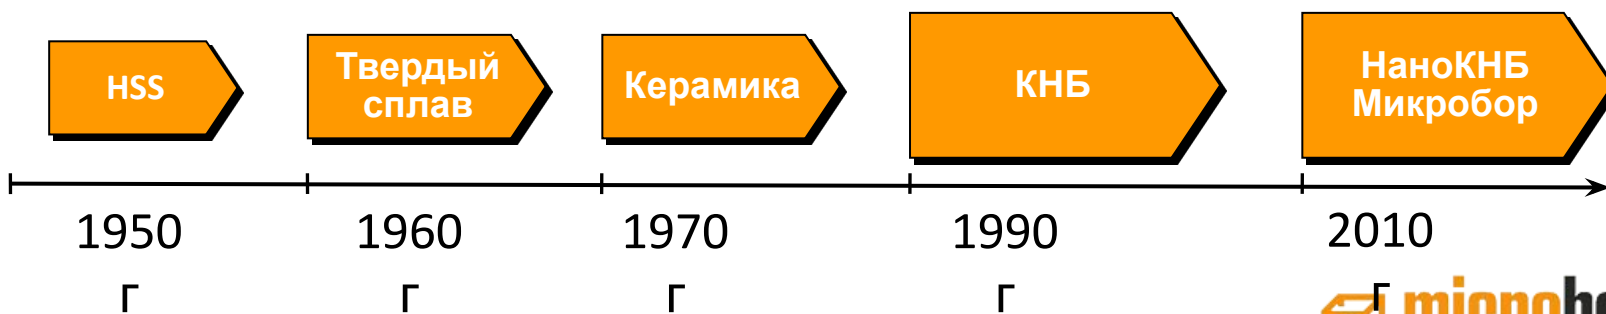 HSS
Твердый
сплав
Керамика
КНБ
НаноКНБ
Микробор
1950
г
1960
г
1970
г
1990
г
2010
г